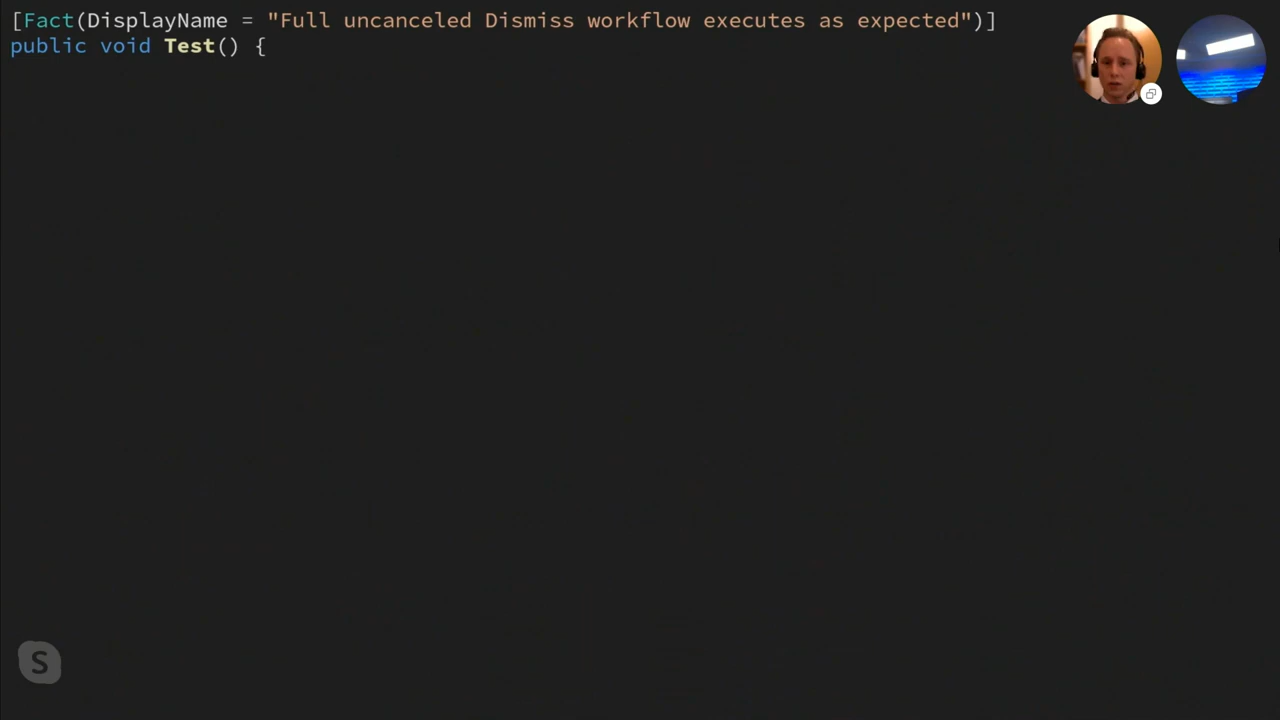 [Fact(DisplayName = "Full uncanceled Dismiss workflow executes as expected")]
public void Test() {
S